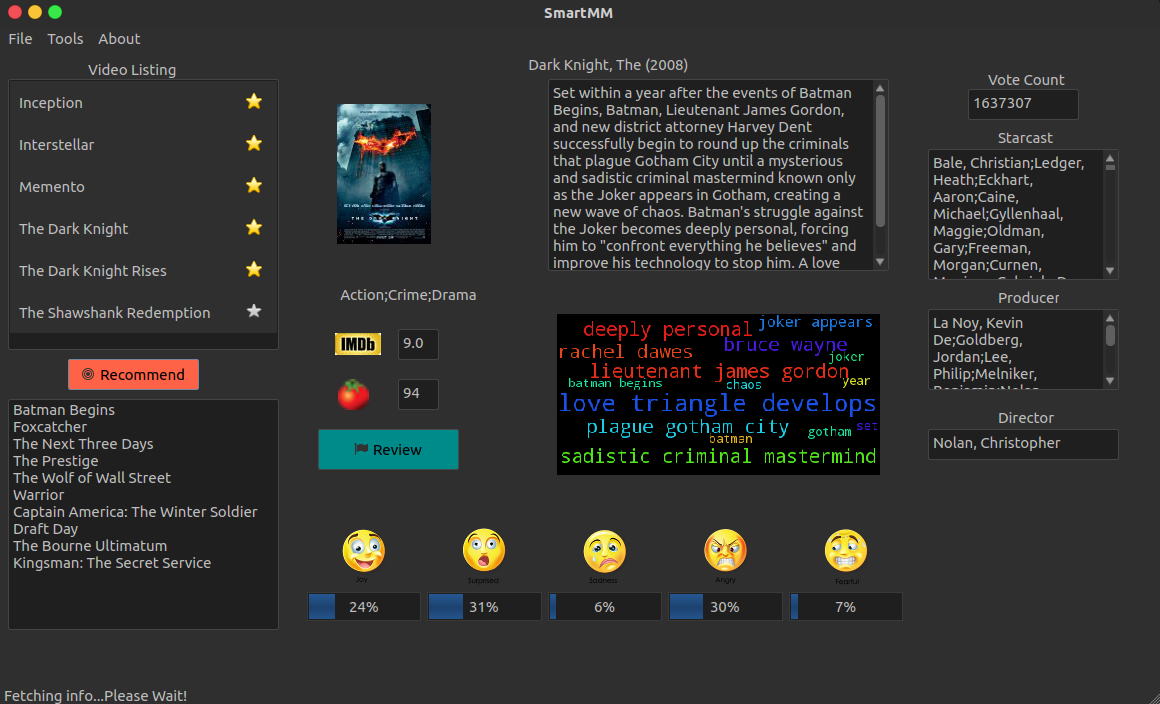 SmartMM
File Tools About
Video Listing
Inception
Interstellar
Memento
The Dark Knight
The Dark Knight Rises
The Shawshank Redemption
Recommend
Batman Begins
Foxcatcher
The Next Three Days
The Prestige
The Wolf of Wall Street
Warrior
Captain America: The Winter Soldier
Draft Day
The Bourne Ultimatum
Kingsman: The Secret Service
Dark Knight, The (2008)
THE DARK KNIGHT
Set within a year after the events of Batman
Begins, Batman, Lieutenant James Gordon,
and new district attorney Harvey Dent
successfully begin to round up the criminals
that plague Gotham City until a mysterious
and sadistic criminal mastermind known only
as the Joker appears in Gotham, creating a
new wave of chaos. Batman's struggle against
the Joker becomes deeply personal, forcing
him to "confront everything he believes" and
improve his technology to stop him. A love
Action;Crime;Drama
IMDb 9.0
94
Review
deeply personal joker appears
rachel dawes bruce wayne
joker
lieutenant james gordon
batman begins chaos year
love triangle develops
plague gotham city gotham set
batman
sadistic criminal mastermind
Joy Surprised Sadness Angry Fearful
24% 31% 6% 30% 7%
Vote Count
1637307
Starcast
Bale, Christian;Ledger,
Heath;Eckhart,
Aaron;Caine,
Michael;Gyllenhaal,
Maggie;Oldman,
Gary;Freeman,
Morgan;Curnen,
Producer
La Noy, Kevin
De;Goldberg,
Jordan;Lee,
Philip;Melniker,
Director
Nolan, Christopher
Fetching info...Please Wait!